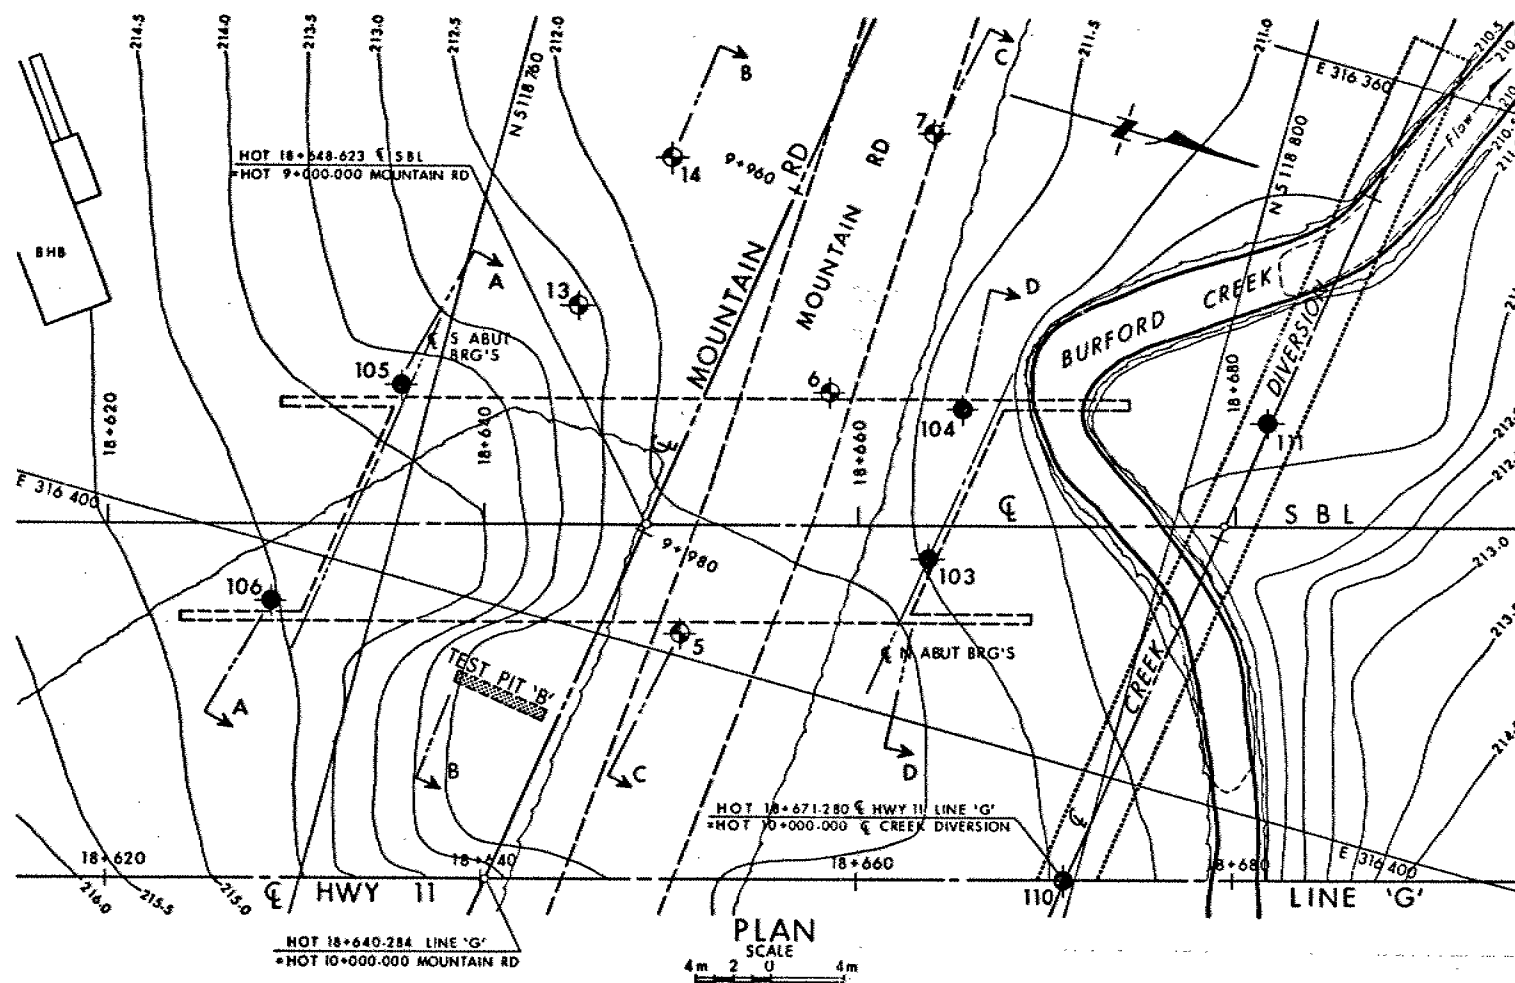 214.5
214.0
213.5
213.0
212.5
212.0
211.5
211.0
210.5
N 5118 760
B
C
E 316 360
Flow
7
14
9+960
RD
RD
N 5118 800
HOT 18+648-623 ℄ SBL
*HOT 9+000-000 MOUNTAIN RD
BHB
A
13
D
MOUNTAIN
MOUNTAIN
BURFORD CREEK
℄ S ABUT
BRG'S
105
6
104
18+620
18+640
18+660
18+680
DIVERSION
111
℄
E 316 400
℄ SBL
9+980
103
213.0
106
5
℄ N ABUT BRG'S
TEST PIT 'B'
CREEK
A
B
C
D
HOT 18+671-280 ℄ HWY 11 LINE 'G'
*HOT 10+000-000 ℄ CREEK DIVERSION
℄
18+620
18+640
18+660
18+680
E 316 400
216.0
215.5
215.0
℄ HWY 11
110
LINE 'G'
HOT 18+640-284 LINE 'G'
*HOT 10+000-000 MOUNTAIN RD
PLAN
SCALE
4m 2 0 4m